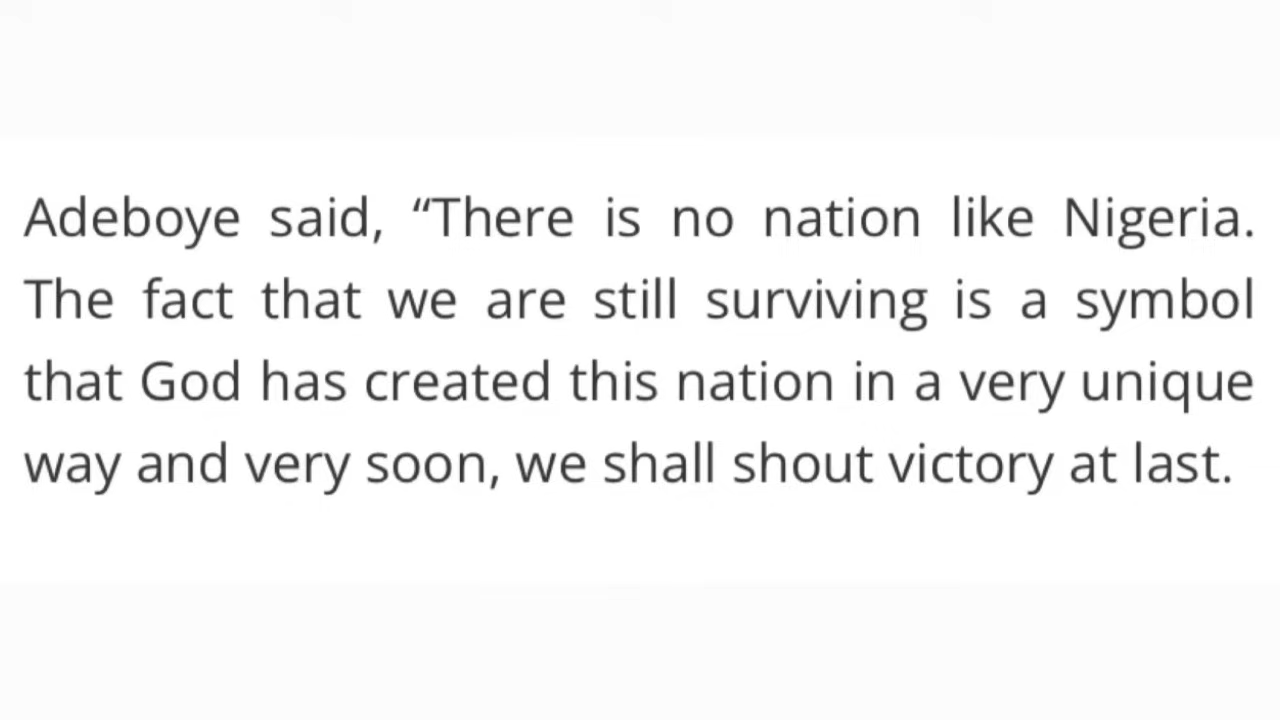 Adeboye said, “There is no nation like Nigeria.
The fact that we are still surviving is a symbol
that God has created this nation in a very unique
way and very soon, we shall shout victory at last.